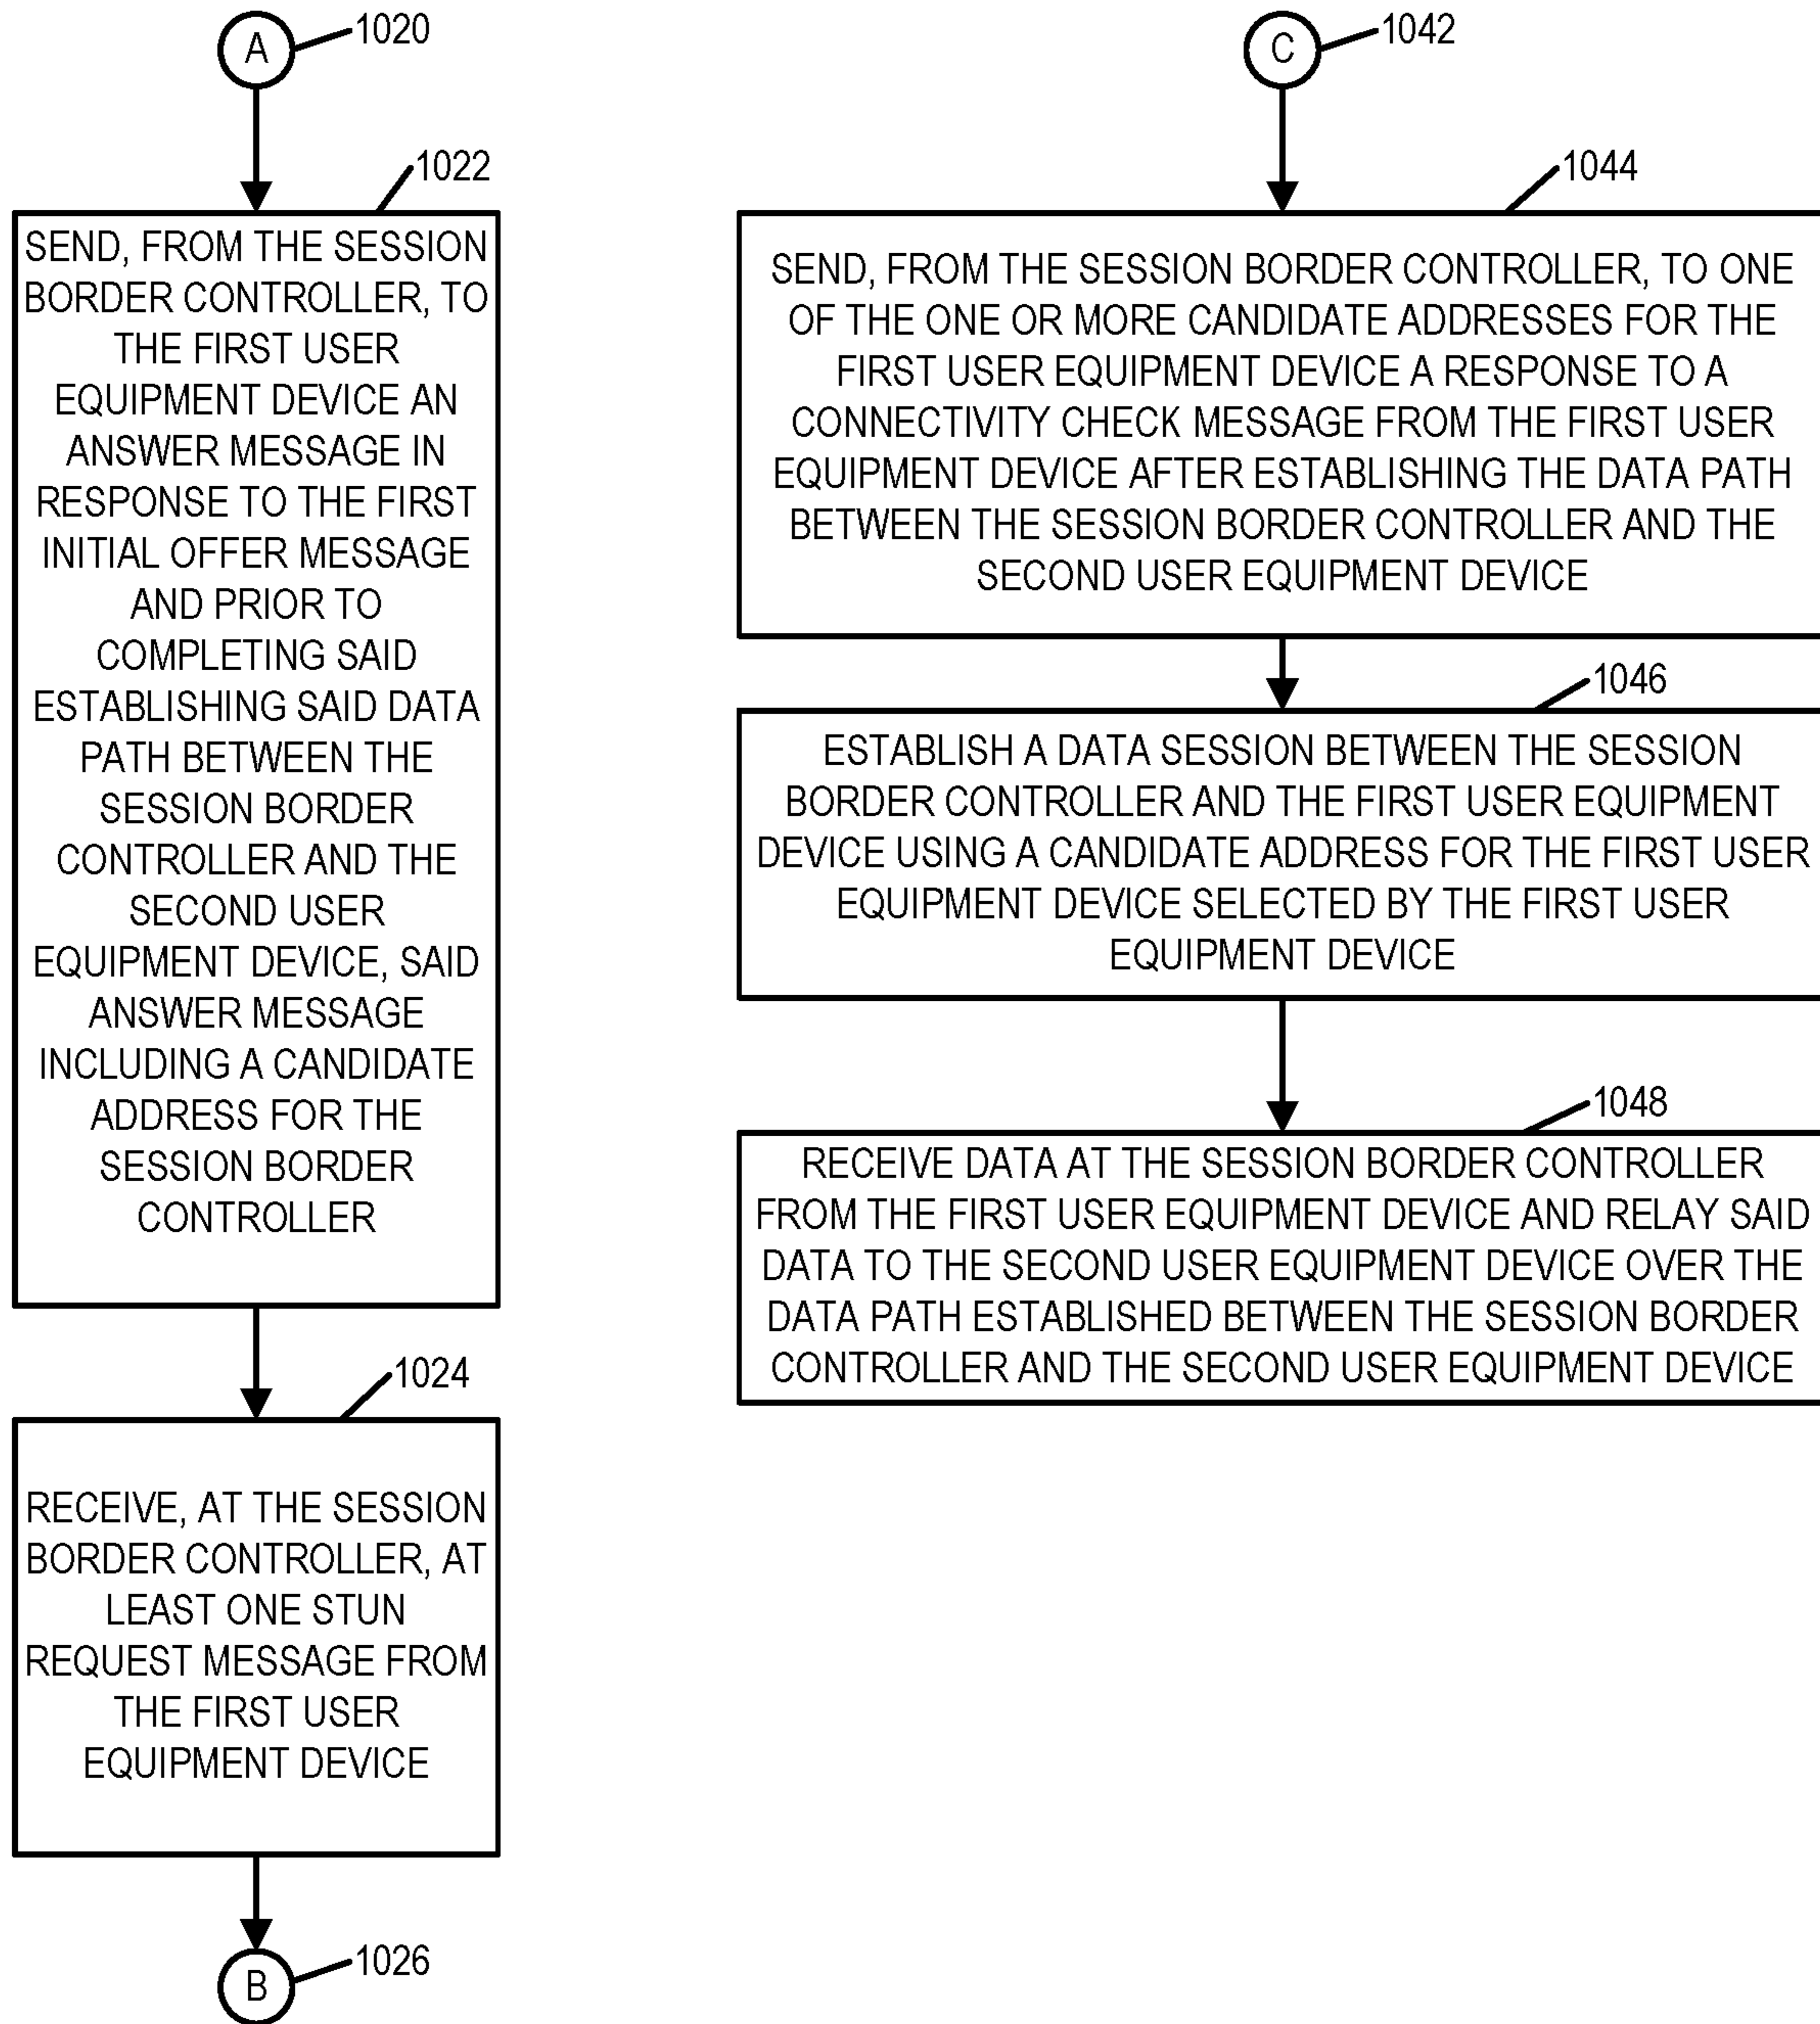 A
1020
1022
SEND, FROM THE SESSION
BORDER CONTROLLER, TO
THE FIRST USER
EQUIPMENT DEVICE AN
ANSWER MESSAGE IN
RESPONSE TO THE FIRST
INITIAL OFFER MESSAGE
AND PRIOR TO
COMPLETING SAID
ESTABLISHING SAID DATA
PATH BETWEEN THE
SESSION BORDER
CONTROLLER AND THE
SECOND USER
EQUIPMENT DEVICE, SAID
ANSWER MESSAGE
INCLUDING A CANDIDATE
ADDRESS FOR THE
SESSION BORDER
CONTROLLER
1024
RECEIVE, AT THE SESSION
BORDER CONTROLLER, AT
LEAST ONE STUN
REQUEST MESSAGE FROM
THE FIRST USER
EQUIPMENT DEVICE
B
1026
C
1042
1044
SEND, FROM THE SESSION BORDER CONTROLLER, TO ONE
OF THE ONE OR MORE CANDIDATE ADDRESSES FOR THE
FIRST USER EQUIPMENT DEVICE A RESPONSE TO A
CONNECTIVITY CHECK MESSAGE FROM THE FIRST USER
EQUIPMENT DEVICE AFTER ESTABLISHING THE DATA PATH
BETWEEN THE SESSION BORDER CONTROLLER AND THE
SECOND USER EQUIPMENT DEVICE
1046
ESTABLISH A DATA SESSION BETWEEN THE SESSION
BORDER CONTROLLER AND THE FIRST USER EQUIPMENT
DEVICE USING A CANDIDATE ADDRESS FOR THE FIRST USER
EQUIPMENT DEVICE SELECTED BY THE FIRST USER
EQUIPMENT DEVICE
1048
RECEIVE DATA AT THE SESSION BORDER CONTROLLER
FROM THE FIRST USER EQUIPMENT DEVICE AND RELAY SAID
DATA TO THE SECOND USER EQUIPMENT DEVICE OVER THE
DATA PATH ESTABLISHED BETWEEN THE SESSION BORDER
CONTROLLER AND THE SECOND USER EQUIPMENT DEVICE